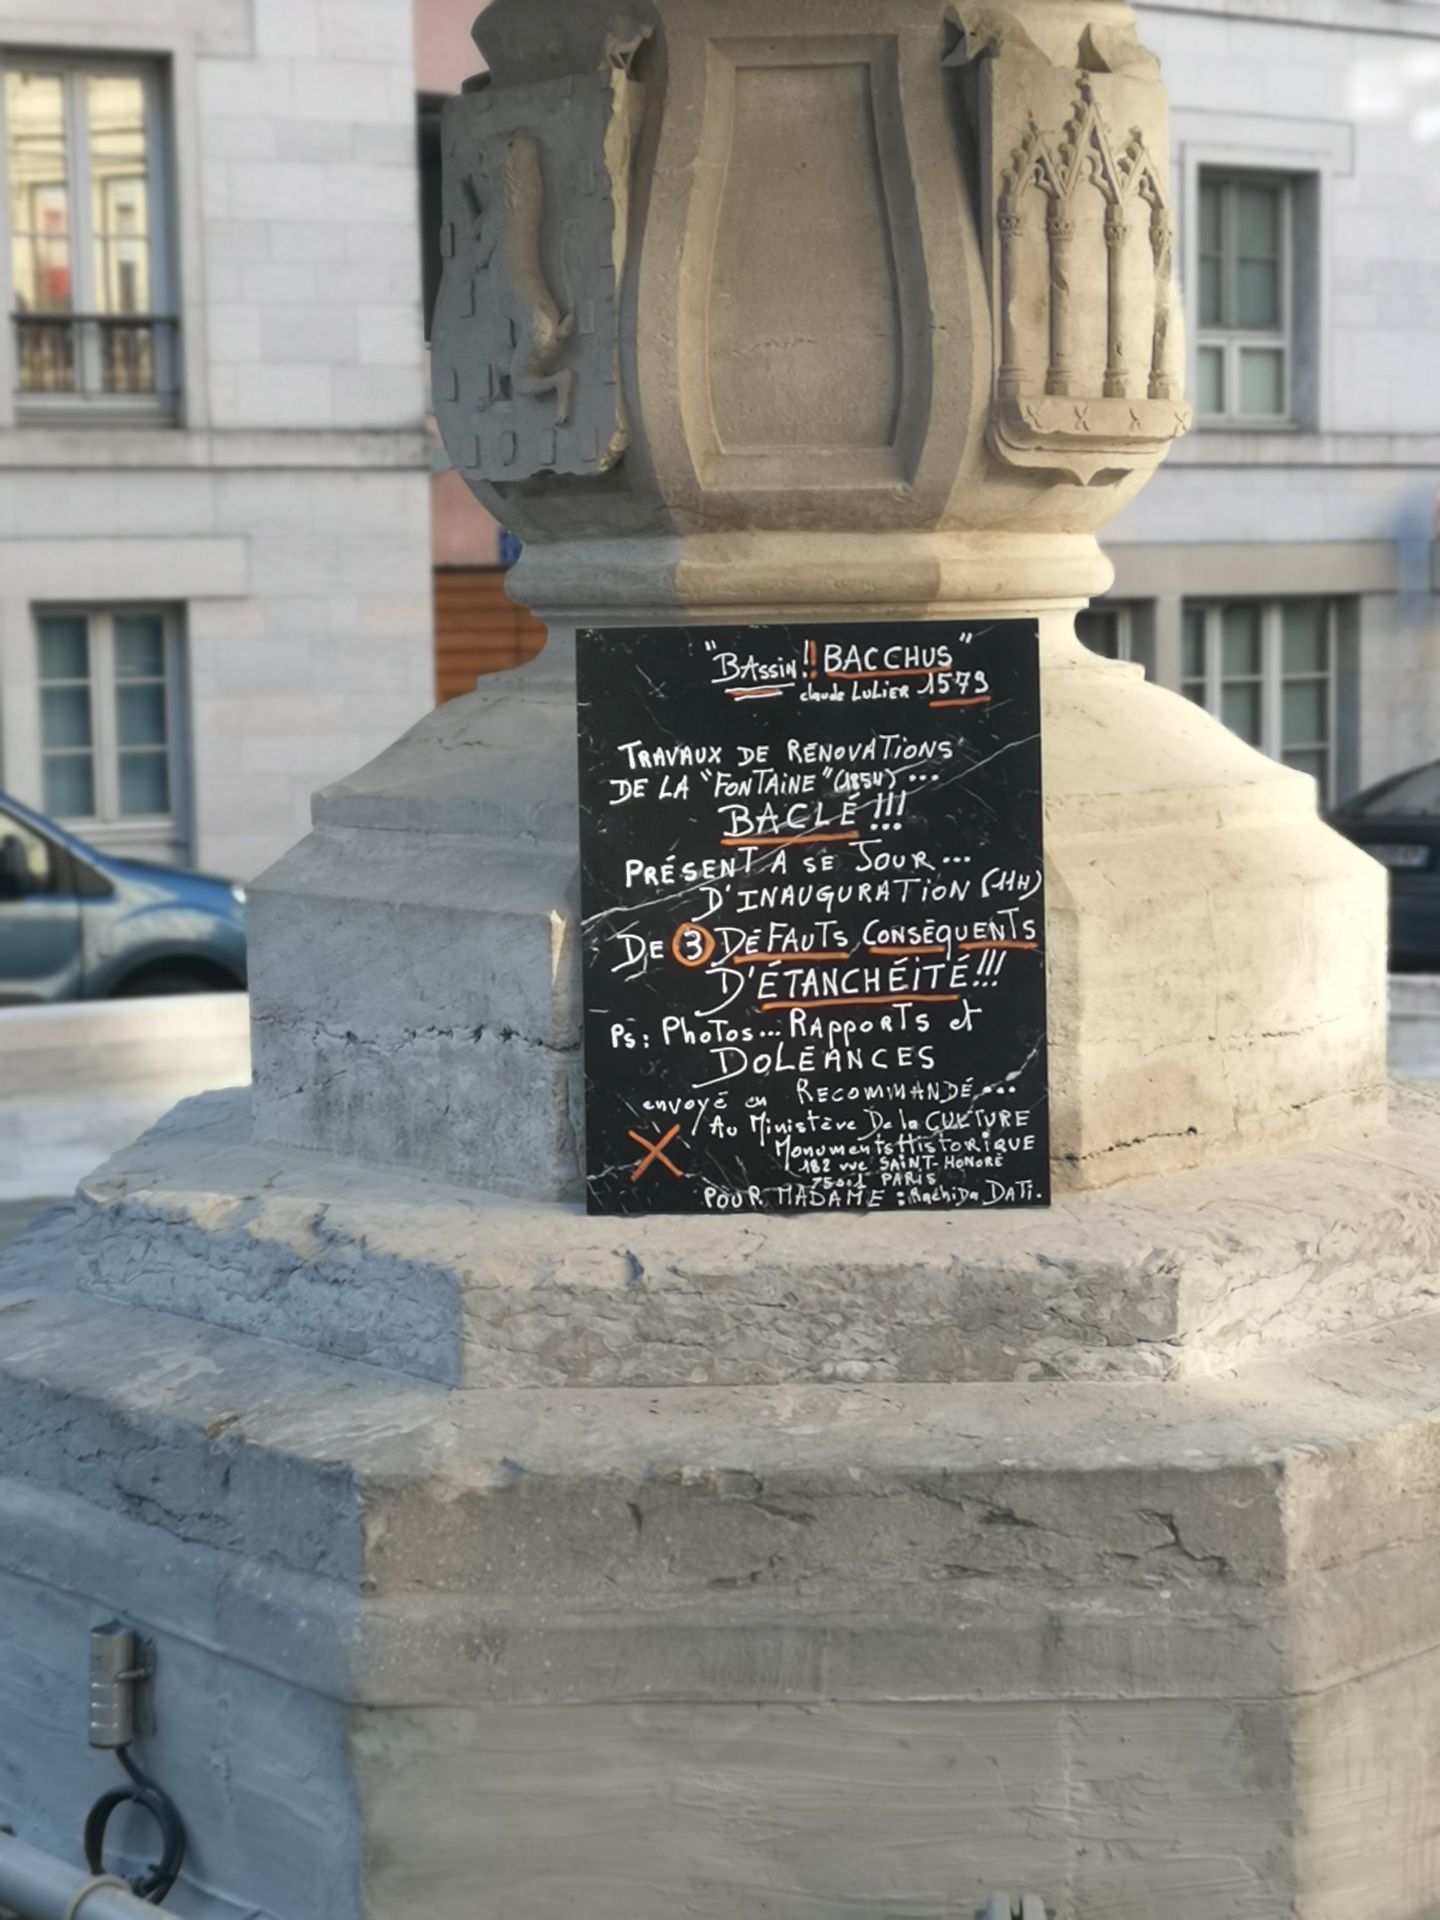 "BAssiN !! BACCHUS"
claude LULIER 1579
TRAVAUX DE RENOVATIONS
DE LA "FONTAINE" (1854)...
BACLÉ !!!
PRÉSENT A SE JOUR...
D'INAUGURATION (11H)
DE 3 DÉFAUTS CONSÉQUENTS
D'ÉTANCHÉITÉ!!!
Ps: PhoTos... RAppoRTs et
DOLÉANCES
envoyé en RECOMMANDÉ...
Au Ministère De la CULTURE
Monuments HistoRiQUE
182 rue SAINT-HONORÉ
75001 PARIS
POUR MADAME : Rachida DATi.